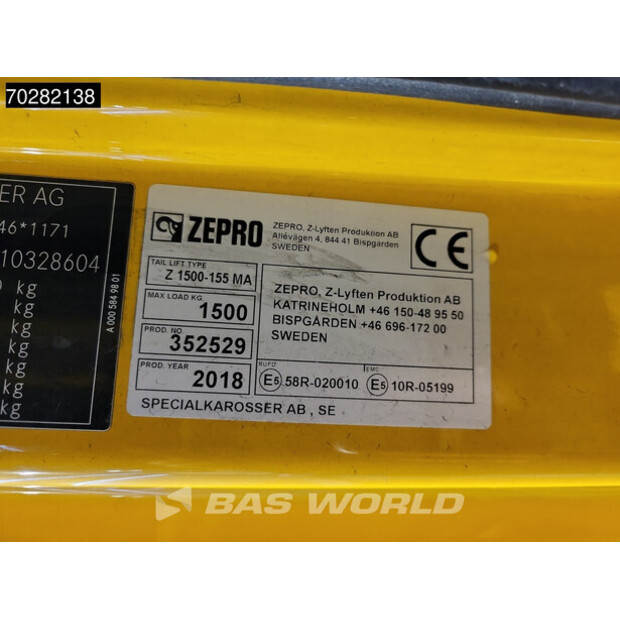 70282138
ER AG
46*1171
10328604
kg
kg
kg
kg
kg
kg
A 000 584 98 01
ZEPRO
ZEPRO, Z-Lyften Produktion AB
Allévägen 4, 844 41 Bispgården
SWEDEN
CE
TAIL LIFT TYPE
Z 1500-155 MA
MAX LOAD KG
1500
PROD. NO.
352529
PROD. YEAR
2018
ZEPRO, Z-Lyften Produktion AB
KATRINEHOLM +46 150-48 95 50
BISPGÅRDEN +46 696-172 00
SWEDEN
RUPD
E5 58R-020010
EMC
E5 10R-05199
SPECIALKAROSSER AB , SE
BAS WORLD